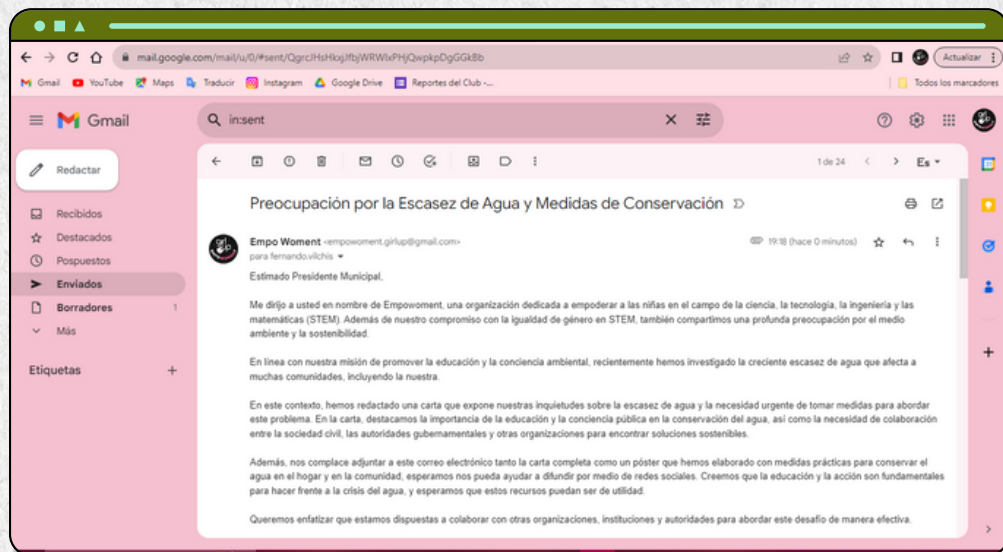 mail.google.com/mail/u/0/#sent/QgrcJHsHkxjJfbjWRWlxPHjQwpkpDgGGkBb
Actualizar
Gmail YouTube Maps Traducir Instagram Google Drive Reportes del Club -...
Todos los marcadores
Gmail
in:sent
Redactar
1 de 24
Es
Recibidos
Destacados
Pospuestos
Enviados
Borradores 1
Más
Etiquetas
Preocupación por la Escasez de Agua y Medidas de Conservación
Empo Woment <empowoment.girlup@gmail.com>
19:18 (hace 0 minutos)
para fernando.vilchis
Estimado Presidente Municipal,
Me dirijo a usted en nombre de Empowoment, una organización dedicada a empoderar a las niñas en el campo de la ciencia, la tecnología, la ingeniería y las
matemáticas (STEM). Además de nuestro compromiso con la igualdad de género en STEM, también compartimos una profunda preocupación por el medio
ambiente y la sostenibilidad.
En línea con nuestra misión de promover la educación y la conciencia ambiental, recientemente hemos investigado la creciente escasez de agua que afecta a
muchas comunidades, incluyendo la nuestra.
En este contexto, hemos redactado una carta que expone nuestras inquietudes sobre la escasez de agua y la necesidad urgente de tomar medidas para abordar
este problema. En la carta, destacamos la importancia de la educación y la conciencia pública en la conservación del agua, así como la necesidad de colaboración
entre la sociedad civil, las autoridades gubernamentales y otras organizaciones para encontrar soluciones sostenibles.
Además, nos complace adjuntar a este correo electrónico tanto la carta completa como un póster que hemos elaborado con medidas prácticas para conservar el
agua en el hogar y en la comunidad, esperamos nos pueda ayudar a difundir por medio de redes sociales. Creemos que la educación y la acción son fundamentales
para hacer frente a la crisis del agua, y esperamos que estos recursos puedan ser de utilidad.
Queremos enfatizar que estamos dispuestas a colaborar con otras organizaciones, instituciones y autoridades para abordar este desafío de manera efectiva.